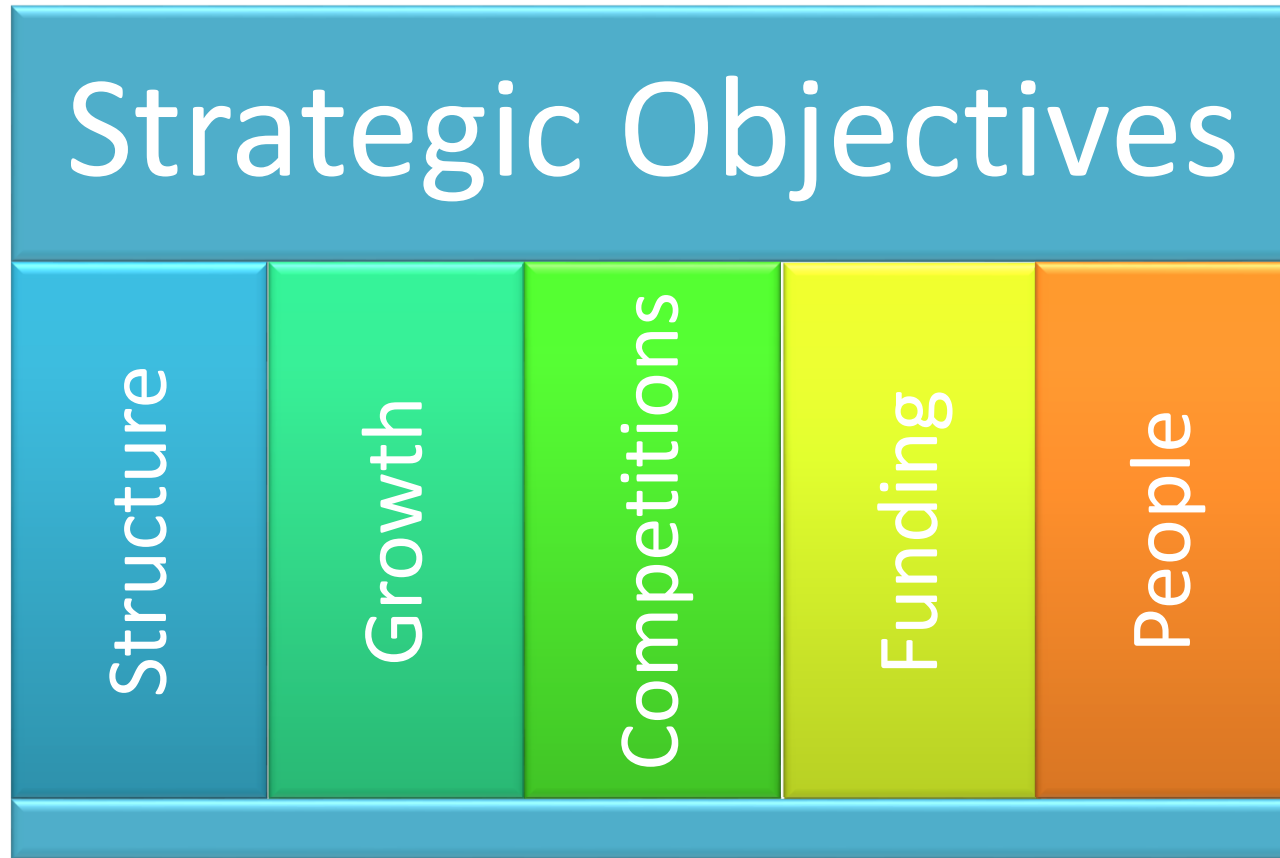 Strategic Objectives
Structure
Growth
Competitions
Funding
People